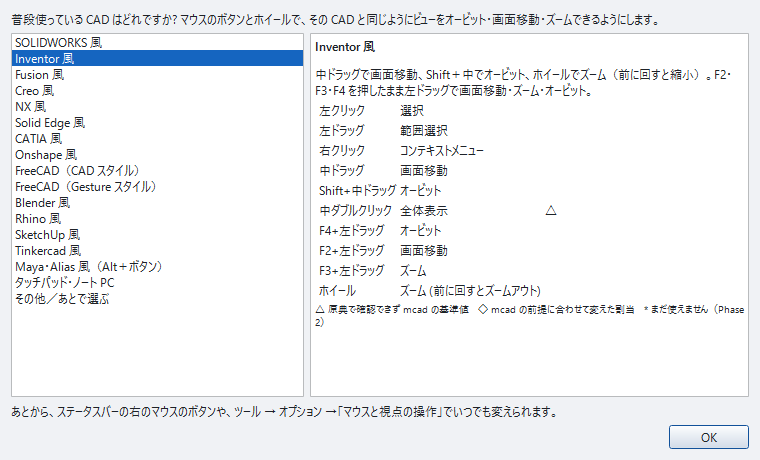 普段使っている CAD はどれですか? マウスのボタンとホイールで、その CAD と同じようにビューをオービット・画面移動・ズームできるようにします。
SOLIDWORKS 風
Inventor 風
Fusion 風
Creo 風
NX 風
Solid Edge 風
CATIA 風
Onshape 風
FreeCAD（CAD スタイル）
FreeCAD（Gesture スタイル）
Blender 風
Rhino 風
SketchUp 風
Tinkercad 風
Maya・Alias 風（Alt＋ボタン）
タッチパッド・ノート PC
その他／あとで選ぶ
Inventor 風
中ドラッグで画面移動、Shift＋中でオービット、ホイールでズーム（前に回すと縮小）。F2・
F3・F4 を押したまま左ドラッグで画面移動・ズーム・オービット。
左クリック 選択
左ドラッグ 範囲選択
右クリック コンテキストメニュー
中ドラッグ 画面移動
Shift+中ドラッグ オービット
中ダブルクリック 全体表示 △
F4+左ドラッグ オービット
F2+左ドラッグ 画面移動
F3+左ドラッグ ズーム
ホイール ズーム (前に回すとズームアウト)
△ 原典で確認できず mcad の基準値 ◇ mcad の前提に合わせて変えた割当 * まだ使えません（Phase
2）
あとから、ステータスバーの右のマウスのボタンや、ツール → オプション →「マウスと視点の操作」でいつでも変えられます。
OK